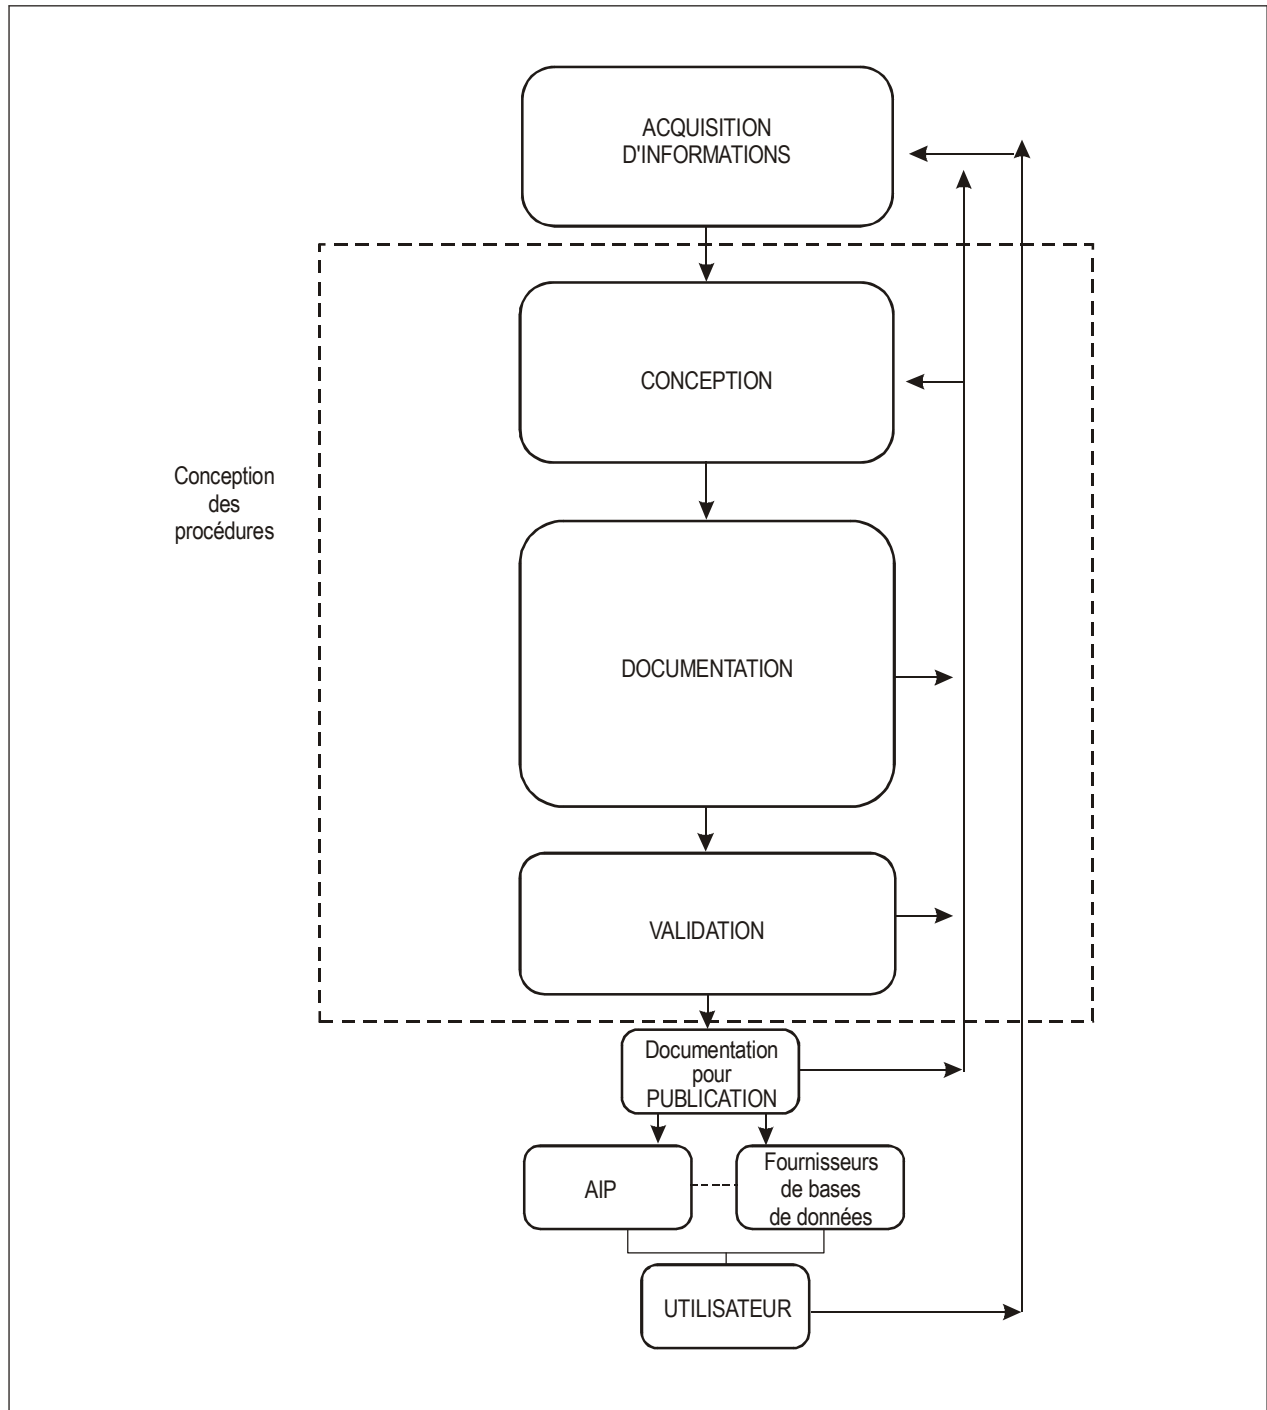 ACQUISITION
D'INFORMATIONS
CONCEPTION
Conception
des
procédures
DOCUMENTATION
VALIDATION
Documentation
pour
PUBLICATION
AIP
Fournisseurs
de bases
de données
UTILISATEUR